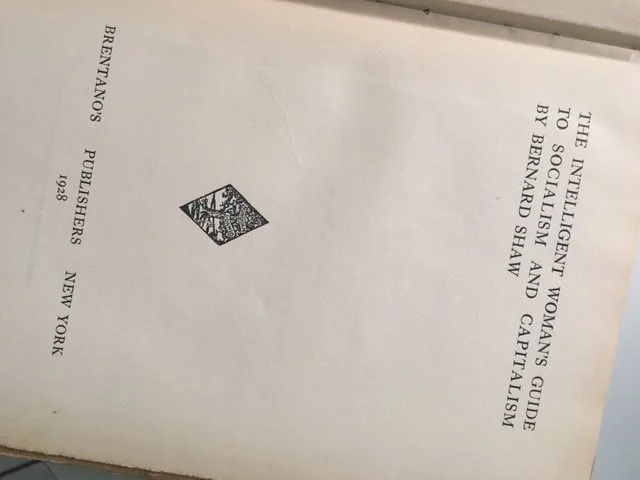 THE INTELLIGENT WOMAN'S GUIDE
TO SOCIALISM AND CAPITALISM
BY BERNARD SHAW
BRENTANO'S PUBLISHERS NEW YORK
1928